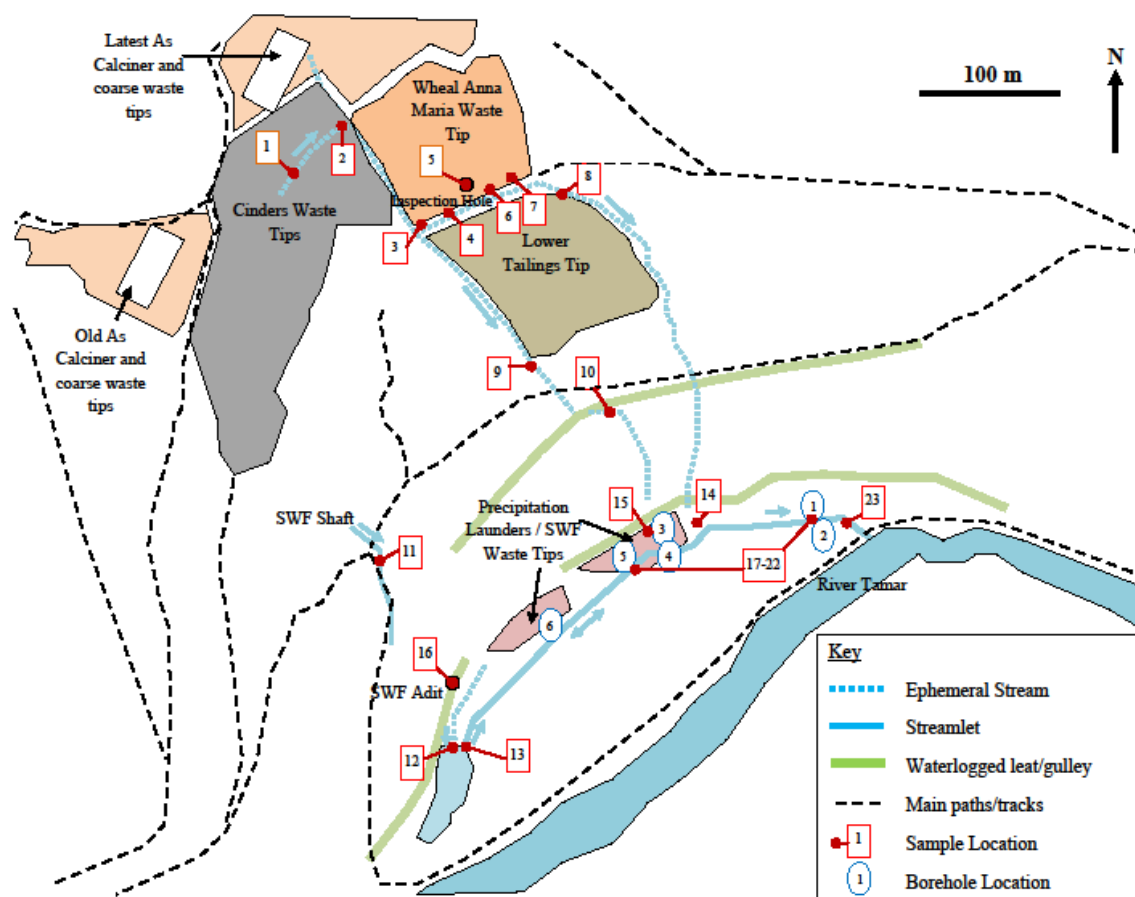 Latest As
Calciner and
coarse waste
tips
Wheal Anna
Maria Waste
Tip
100 m
N
1
2
5
Inspection Hole
6
7
8
Cinders Waste
Tips
3
4
Lower
Tailings Tip
Old As
Calciner and
coarse waste
tips
9
10
SWF Shaft
11
Precipitation
Launders / SWF
Waste Tips
15
14
3
5
4
1
2
23
17-22
River Tamar
6
16
SWF Adit
12
13
Key
Ephemeral Stream
Streamlet
Waterlogged leat/gulley
Main paths/tracks
1
Sample Location
1
Borehole Location